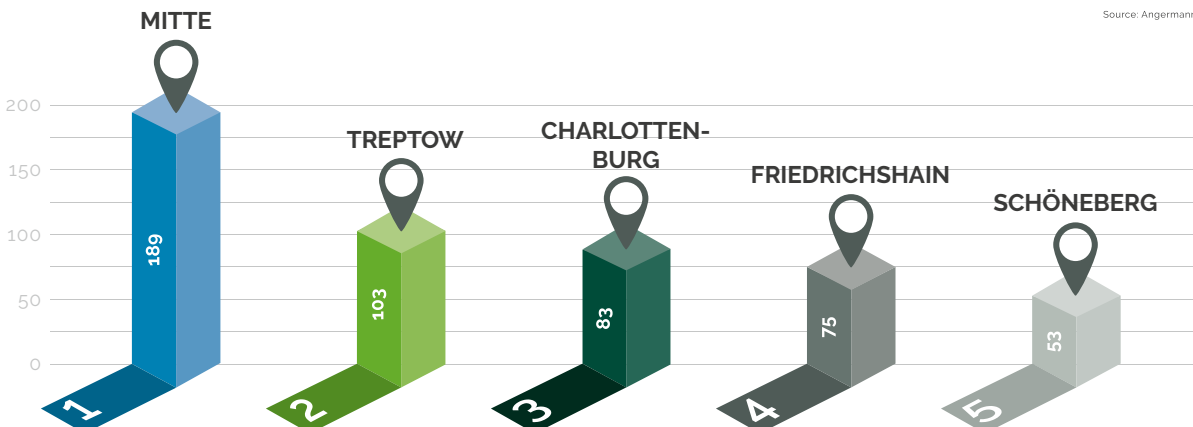 Source: Angermann
MITTE
TREPTOW
CHARLOTTEN-
BURG
FRIEDRICHSHAIN
SCHÖNEBERG
200
150
100
50
0
189
103
83
75
53
1
2
3
4
5